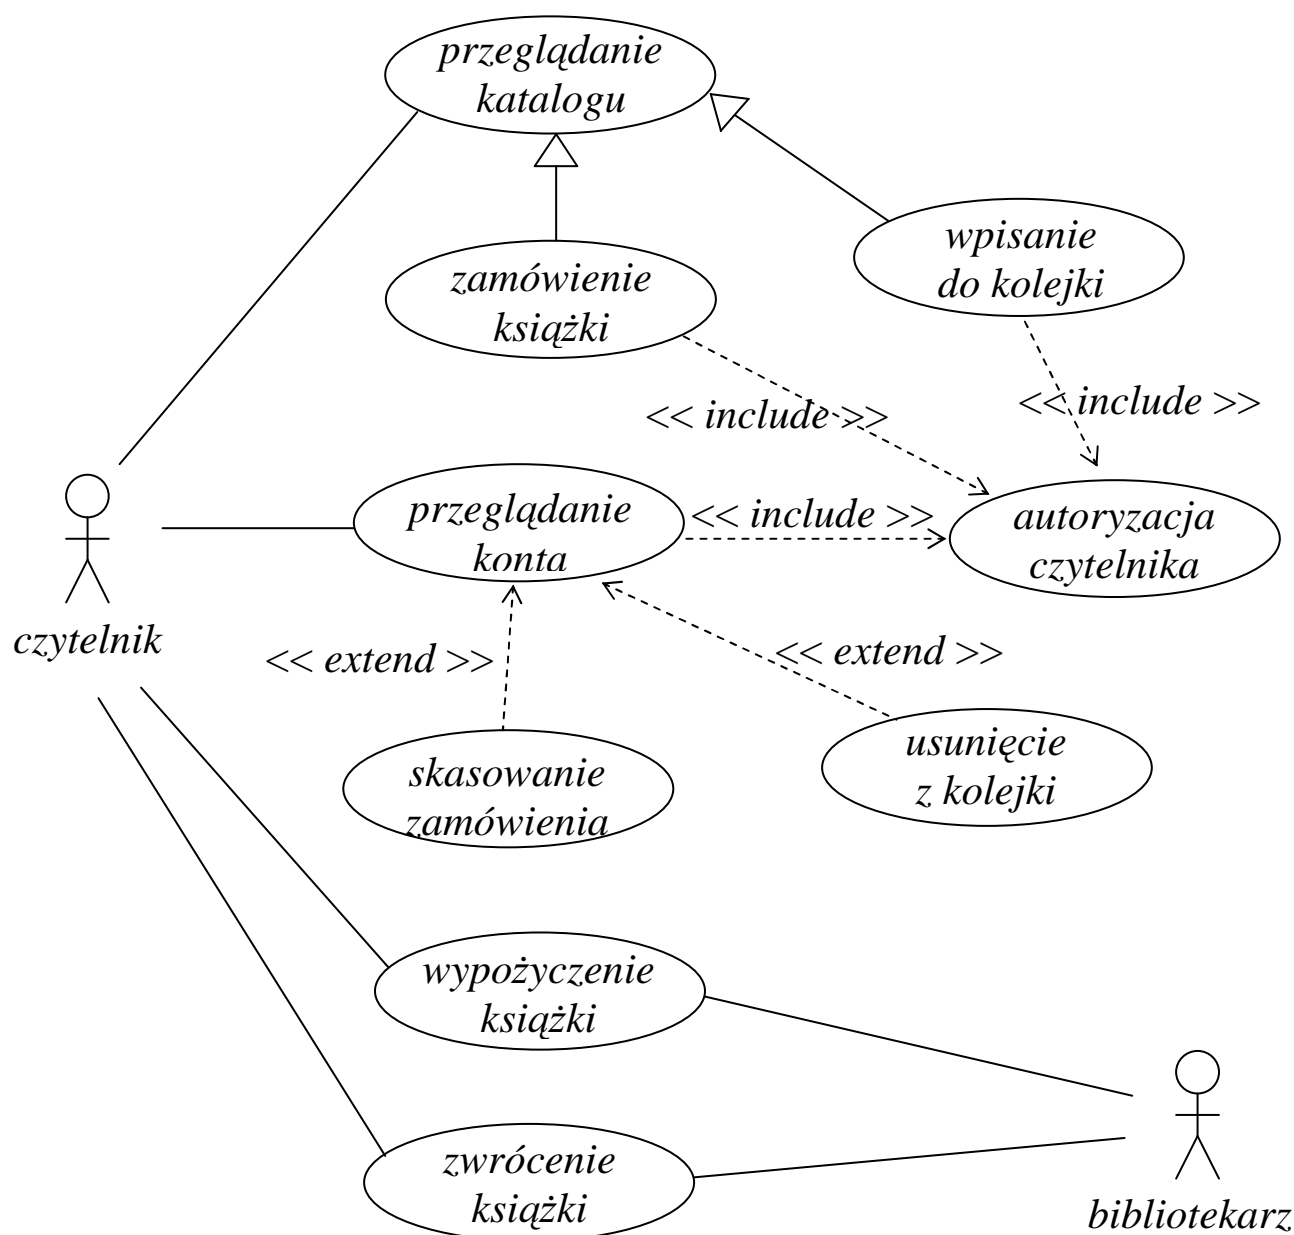 przeglądanie
katalogu
wpisanie
do kolejki
zamówienie
książki
<< include >>
<< include >>
przeglądanie
konta
<< include >>
autoryzacja
czytelnika
czytelnik
<< extend >>
<< extend >>
skasowanie
zamówienia
usunięcie
z kolejki
wypożyczenie
książki
zwrócenie
książki
bibliotekarz